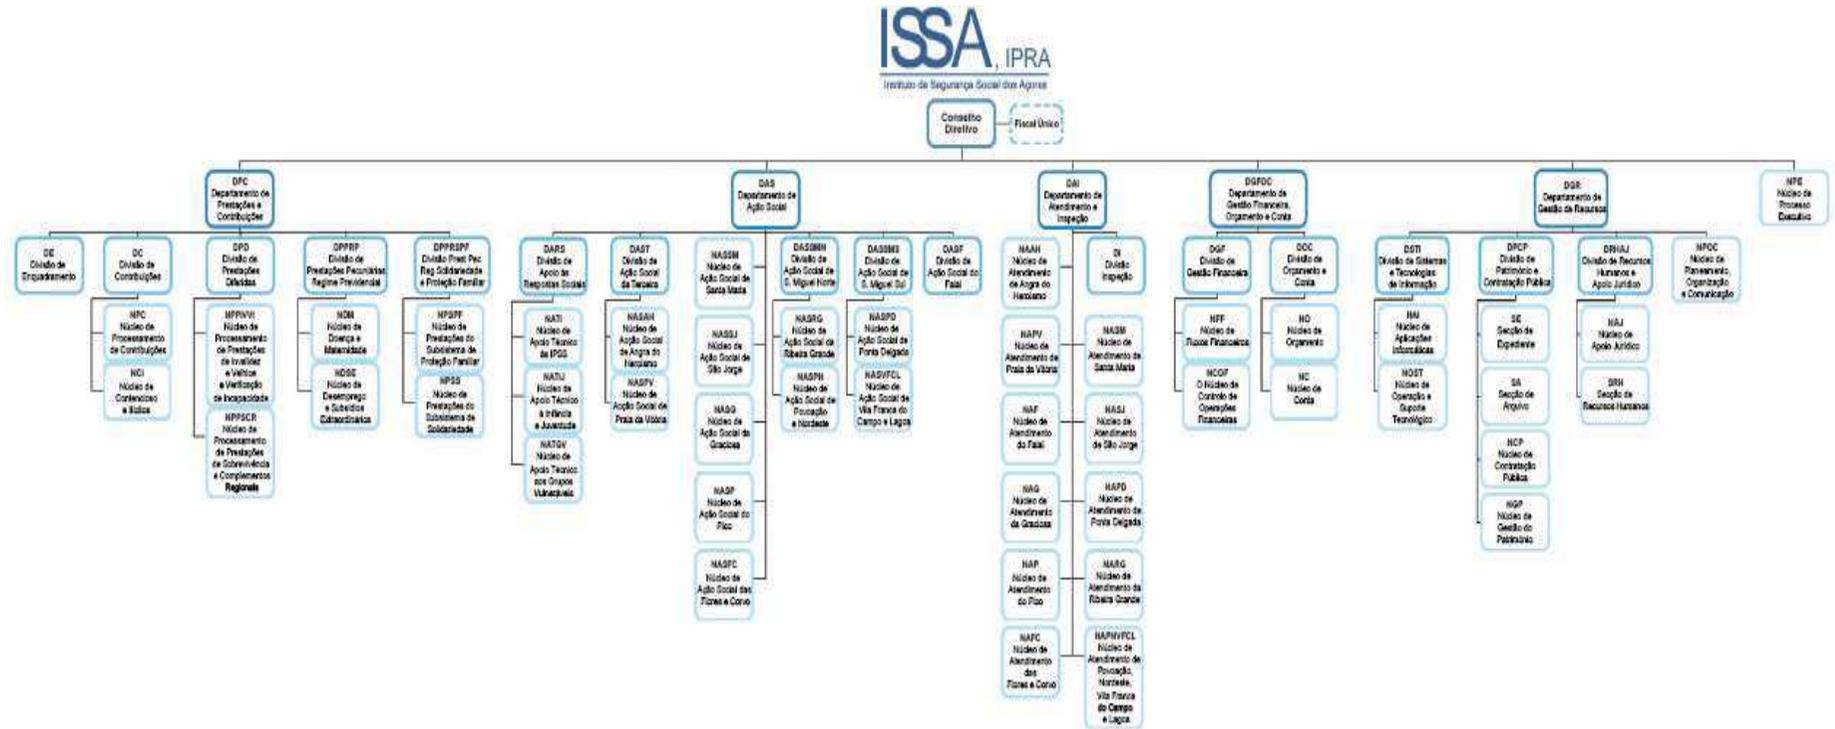 ISSA, IPRA
Instituto da Segurança Social dos Açores
Conselho
Diretivo
Fiscal Único
DPC
Departamento de
Prestações e
Contribuições
DAS
Departamento de
Ação Social
DAI
Departamento de
Atendimento e
Inspeção
DGFOC
Departamento de
Gestão Financeira,
Orçamento e Conta
DGR
Departamento de
Gestão de Recursos
NPE
Núcleo de
Processo
Executivo
DE
Divisão de
Enquadramento
DC
Divisão de
Contribuições
NPC
Núcleo de
Processamento
de Contribuições
NCI
Núcleo de
Contencioso
e Ilícitos
DPD
Divisão de
Prestações
Diferidas
NPPIVVI
Núcleo de
Processamento
de Prestações
de Invalidez
e Velhice
e Verificação
de Incapacidade
NPPSCR
Núcleo de
Processamento
de Prestações
de Sobrevivência
e Complementos
Regionais
DPPRP
Divisão de
Prestações Pecuniárias
Regime Previdencial
NDM
Núcleo de
Doença e
Maternidade
NDSE
Núcleo de
Desemprego
e Subsídios
Extraordinários
DPPRSPF
Divisão Prest Pec
Reg Solidariedade
e Proteção Familiar
NPSPF
Núcleo de
Prestações do
Subsistema de
Proteção Familiar
NPSS
Núcleo de
Prestações do
Subsistema de
Solidariedade
DARS
Divisão de
Apoio às
Respostas Sociais
NATI
Núcleo de
Apoio Técnico
às IPSS
NATIJ
Núcleo de
Apoio Técnico
à Infância
e Juventude
NATGV
Núcleo de
Apoio Técnico
aos Grupos
Vulneráveis
DAST
Divisão de
Ação Social
da Terceira
NASAH
Núcleo de
Ação Social
de Angra do
Heroísmo
NASPV
Núcleo de
Acção Social de
Praia da Vitória
NASSM
Núcleo de
Ação Social de
Santa Maria
NASSJ
Núcleo de
Ação Social de
São Jorge
NASG
Núcleo de
Ação Social da
Graciosa
NASP
Núcleo de
Ação Social do
Pico
NASFC
Núcleo de
Ação Social das
Flores e Corvo
DASSMN
Divisão de
Ação Social de
S. Miguel Norte
NASRG
Núcleo de
Ação Social da
Ribeira Grande
NASPN
Núcleo de
Ação Social de
Povoação
e Nordeste
DASSMS
Divisão de
Ação Social de
S. Miguel Sul
NASPD
Núcleo de
Ação Social de
Ponta Delgada
NASVFCL
Núcleo de
Ação Social de
Vila Franca do
Campo e Lagoa
DASF
Divisão de
Ação Social do
Faial
NAAH
Núcleo de
Atendimento
de Angra do
Heroísmo
NAPV
Núcleo de
Atendimento de
Praia da Vitória
NAF
Núcleo de
Atendimento
do Faial
NAG
Núcleo de
Atendimento
da Graciosa
NAP
Núcleo de
Atendimento
do Pico
NAFC
Núcleo de
Atendimento
das
Flores e Corvo
DI
Divisão
Inspeção
NASM
Núcleo de
Atendimento de
Santa Maria
NASJ
Núcleo de
Atendimento
de São Jorge
NAPD
Núcleo de
Atendimento de
Ponta Delgada
NARG
Núcleo de
Atendimento da
Ribeira Grande
NAPNVFCL
Núcleo de
Atendimento de
Povoação,
Nordeste,
Vila Franca
do Campo
e Lagoa
DGF
Divisão de
Gestão Financeira
NFF
Núcleo de
Fluxos Financeiros
NCOF
O Núcleo de
Controlo de
Operações
Financeiras
DOC
Divisão de
Orçamento e
Conta
NO
Núcleo de
Orçamento
NC
Núcleo de
Conta
DSTI
Divisão de Sistemas
e Tecnologias
de Informação
NAI
Núcleo de
Aplicações
Informáticas
NOST
Núcleo de
Operação e
Suporte
Tecnológico
DPCP
Divisão de
Património e
Contratação Pública
SE
Secção de
Expediente
SA
Secção de
Arquivo
NCP
Núcleo de
Contratação
Pública
NGP
Núcleo de
Gestão do
Património
DRHAJ
Divisão de Recursos
Humanos e
Apoio Jurídico
NAJ
Núcleo de
Apoio Jurídico
SRH
Secção de
Recursos Humanos
NPOC
Núcleo de
Planeamento,
Organização
e Comunicação